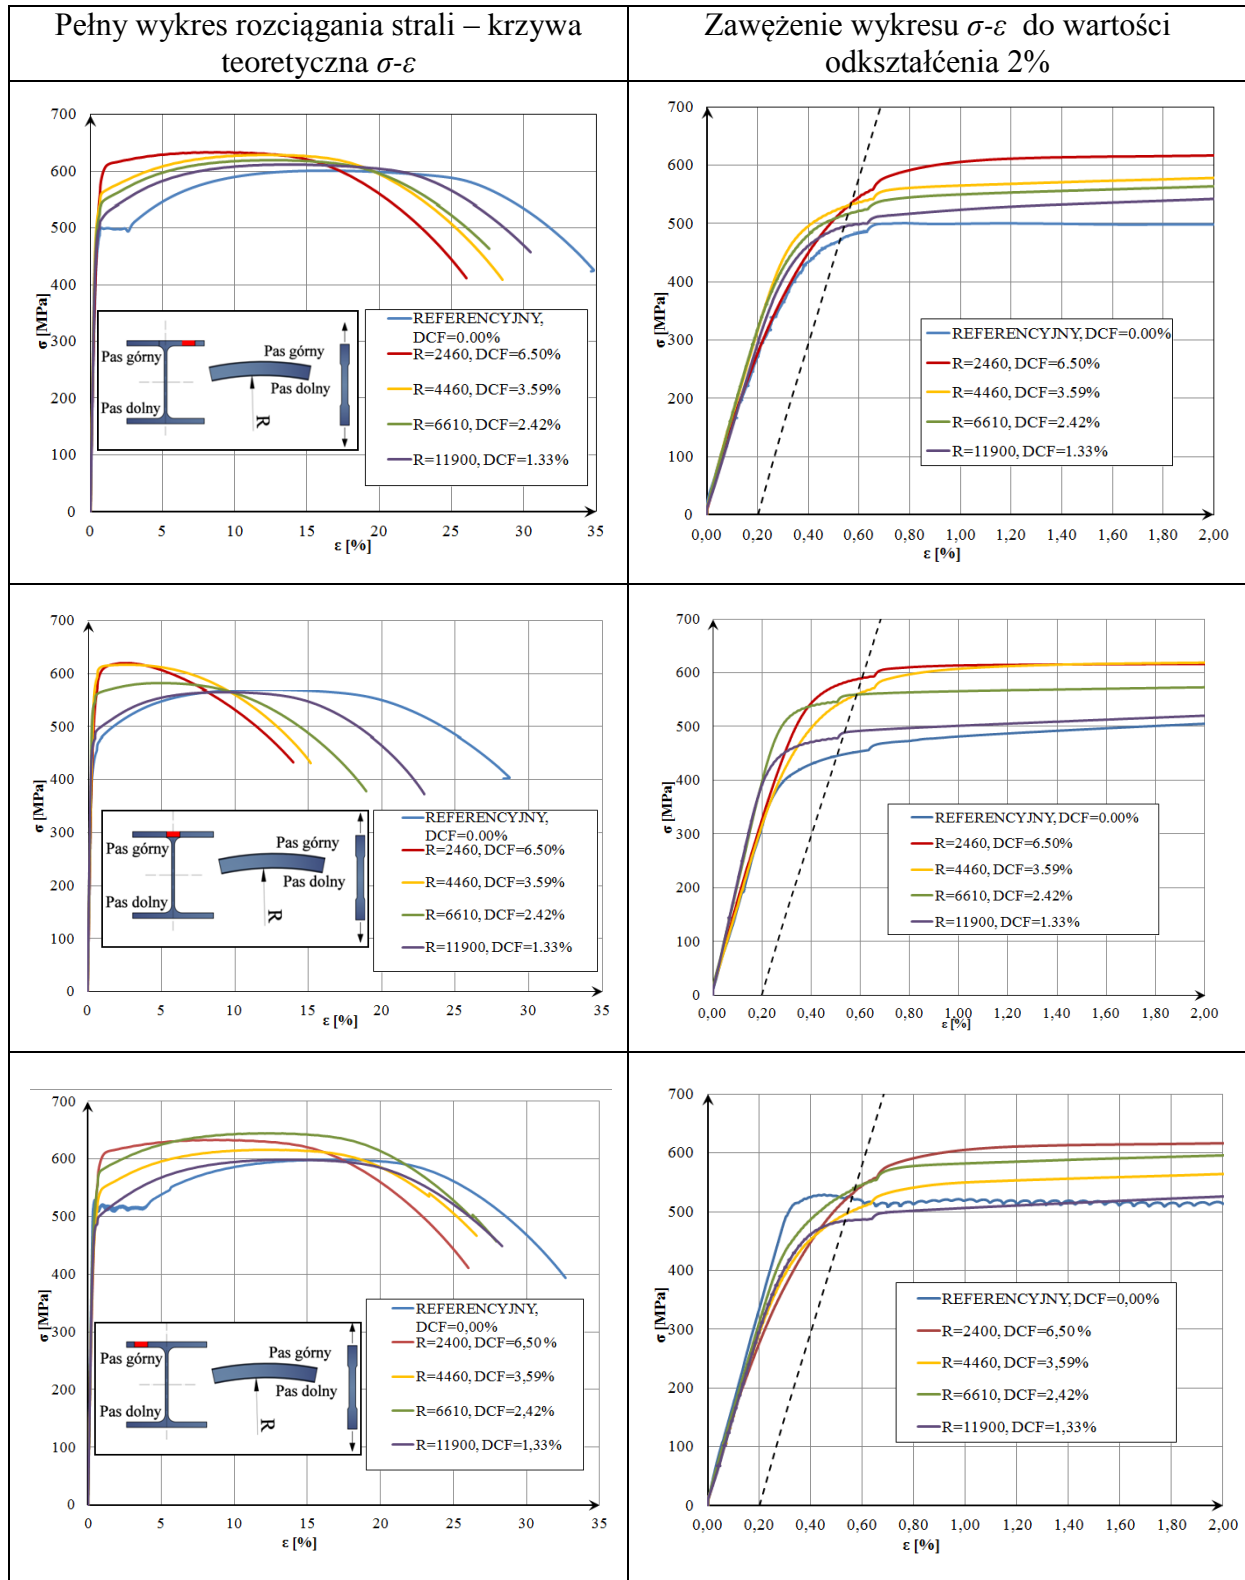 Pełny wykres rozciągania strali – krzywa
teoretyczna σ-ε
Zawężenie wykresu σ-ε do wartości
odkształćenia 2%
700
600
500
400
300
200
100
0
σ [MPa]
0 5 10 15 20 25 30 35
ε [%]
Pas górny
Pas dolny
Pas górny
Pas dolny
R
REFERENCYJNY,
DCF=0.00%
R=2460, DCF=6.50%
R=4460, DCF=3.59%
R=6610, DCF=2.42%
R=11900, DCF=1.33%
700
600
500
400
300
200
100
0
σ [MPa]
0,00 0,20 0,40 0,60 0,80 1,00 1,20 1,40 1,60 1,80 2,00
ε [%]
REFERENCYJNY, DCF=0.00%
R=2460, DCF=6.50%
R=4460, DCF=3.59%
R=6610, DCF=2.42%
R=11900, DCF=1.33%
700
600
500
400
300
200
100
0
σ [MPa]
0 5 10 15 20 25 30 35
ε [%]
Pas górny
Pas dolny
Pas górny
Pas dolny
R
REFERENCYJNY,
DCF=0.00%
R=2460, DCF=6.50%
R=4460, DCF=3.59%
R=6610, DCF=2.42%
R=11900, DCF=1.33%
700
600
500
400
300
200
100
0
σ [MPa]
0,00 0,20 0,40 0,60 0,80 1,00 1,20 1,40 1,60 1,80 2,00
ε [%]
REFERENCYJNY, DCF=0.00%
R=2460, DCF=6.50%
R=4460, DCF=3.59%
R=6610, DCF=2.42%
R=11900, DCF=1.33%
700
600
500
400
300
200
100
0
σ [MPa]
0 5 10 15 20 25 30 35
ε [%]
Pas górny
Pas dolny
Pas górny
Pas dolny
R
REFERENCYJNY,
DCF=0,00%
R=2400, DCF=6,50%
R=4460, DCF=3,59%
R=6610, DCF=2,42%
R=11900, DCF=1,33%
700
600
500
400
300
200
100
0
σ [MPa]
0,00 0,20 0,40 0,60 0,80 1,00 1,20 1,40 1,60 1,80 2,00
ε [%]
REFERENCYJNY, DCF=0,00%
R=2400, DCF=6,50%
R=4460, DCF=3,59%
R=6610, DCF=2,42%
R=11900, DCF=1,33%